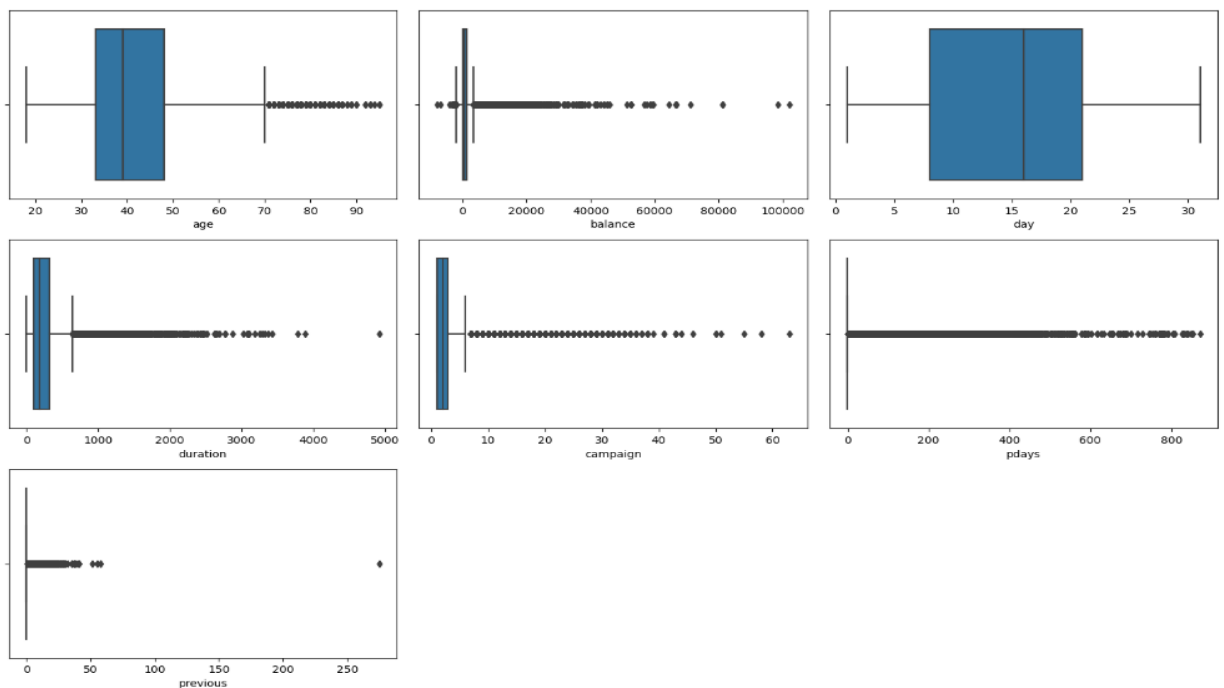 20 30 40 50 60 70 80 90
age
0 20000 40000 60000 80000 100000
balance
0 5 10 15 20 25 30
day
0 1000 2000 3000 4000 5000
duration
0 10 20 30 40 50 60
campaign
0 200 400 600 800
pdays
0 50 100 150 200 250
previous